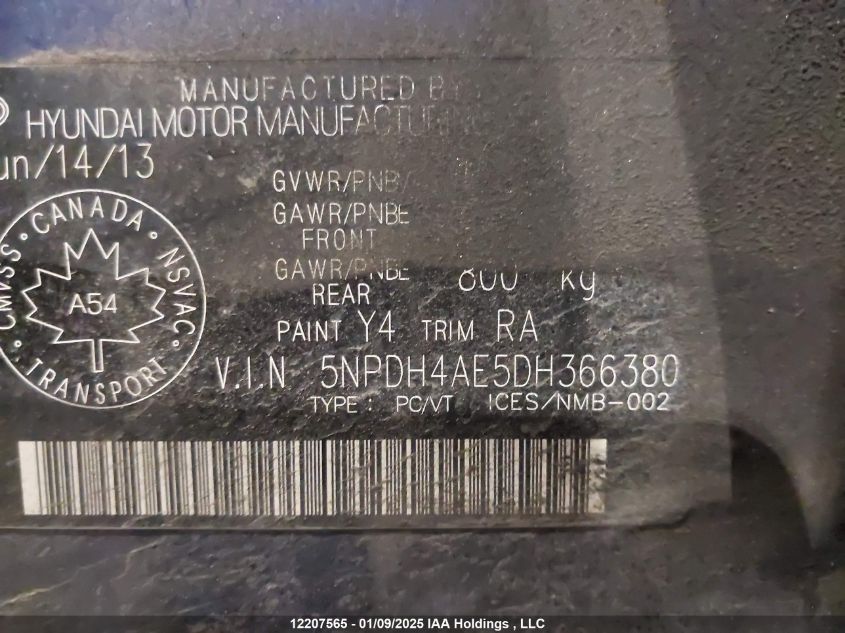 MANUFACTURED BY
HYUNDAI MOTOR MANUFACTURING
un/14/13
GVWR/PNB
GAWR/PNBE
FRONT
GAWR/PNBE 800 kg
REAR
PAINT Y4 TRIM RA
V.I.N 5NPDH4AE5DH366380
TYPE: PC/VT ICES/NMB-002
CANADA
CMVSS • NSVAC
A54
TRANSPORT
12207565 - 01/09/2025 IAA Holdings , LLC